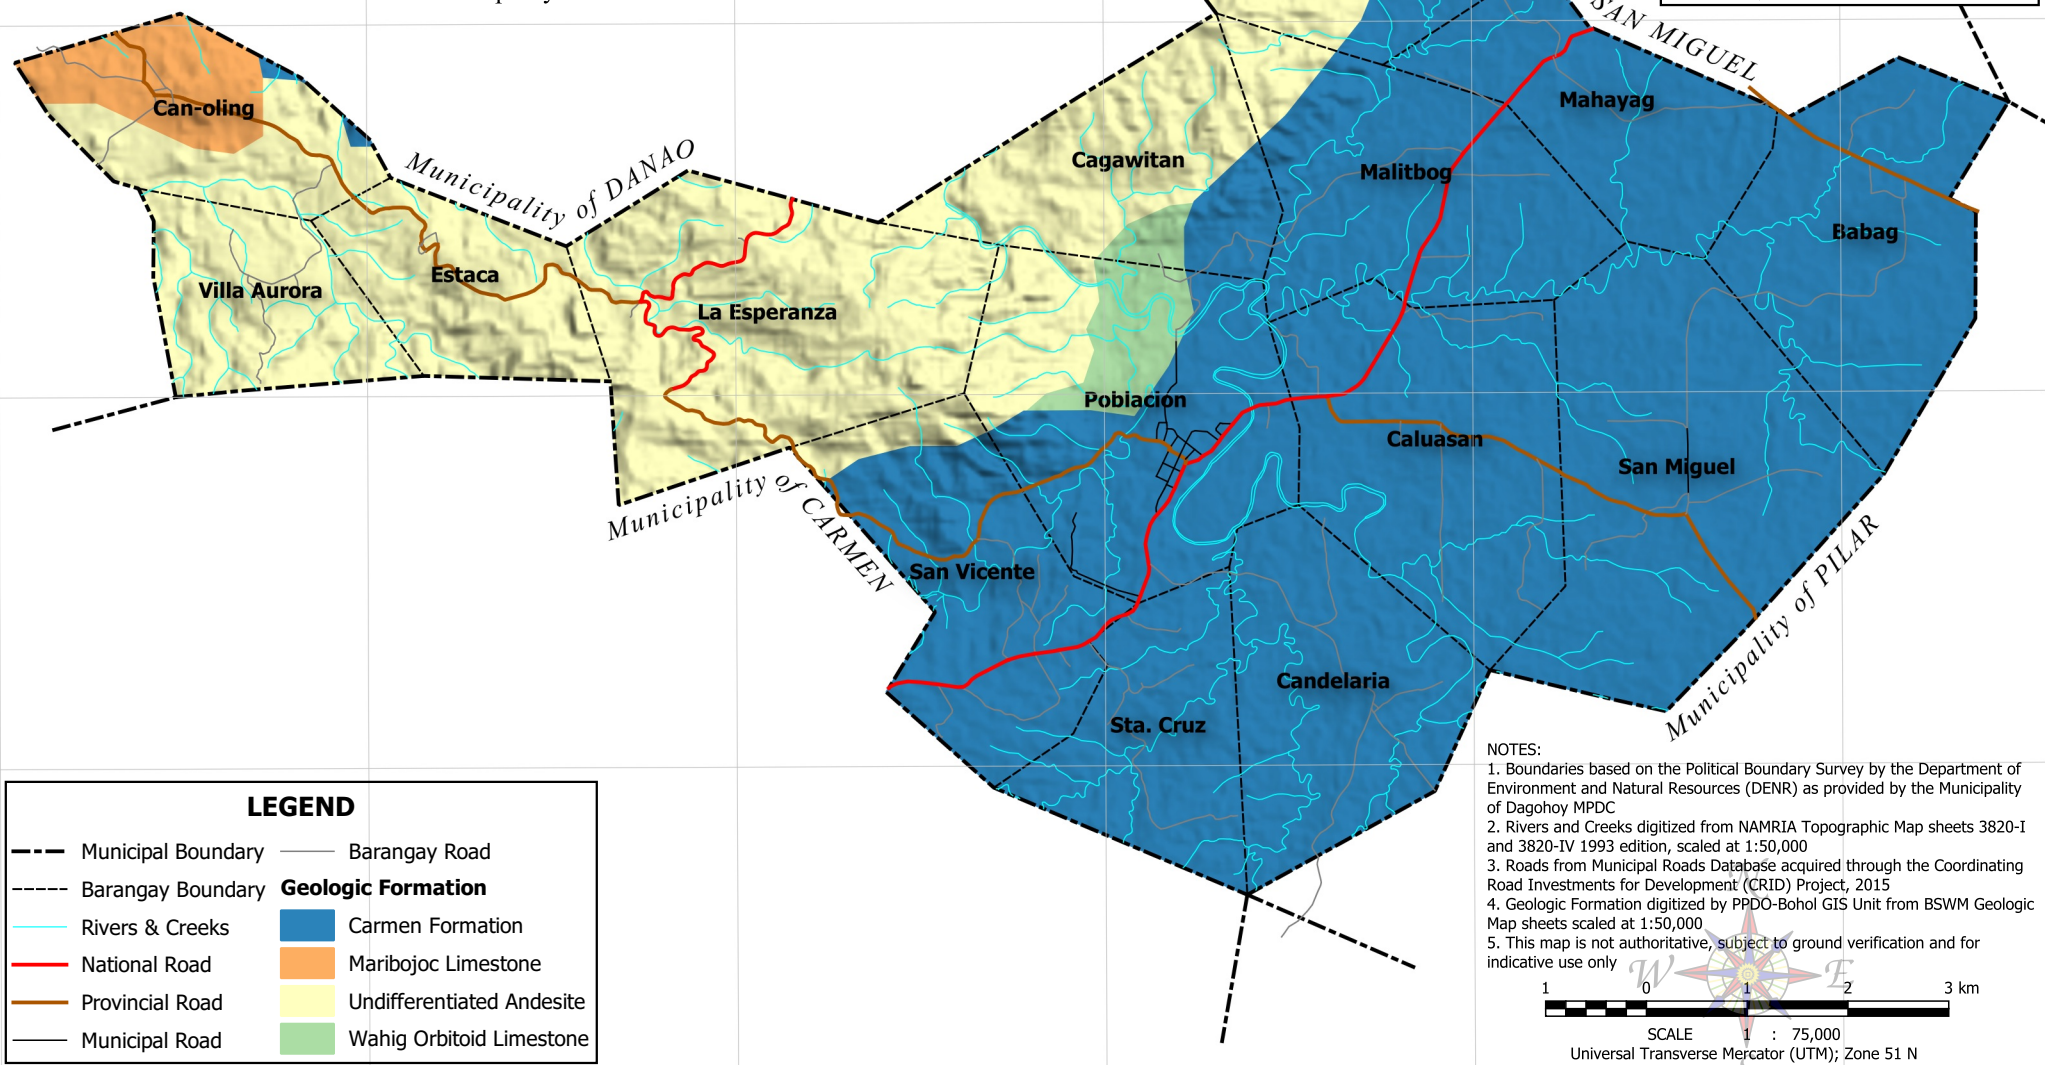 SAN MIGUEL
Can-oling
Mahayag
Municipality of DANAO
Cagawitan
Malitbog
Babag
Villa Aurora
Estaca
La Esperanza
Poblacion
Caluasan
San Miguel
Municipality of CARMEN
San Vicente
Municipality of PILAR
Candelaria
Sta. Cruz
LEGEND
Municipal Boundary
Barangay Boundary
Rivers & Creeks
National Road
Provincial Road
Municipal Road
Barangay Road
Geologic Formation
Carmen Formation
Maribojoc Limestone
Undifferentiated Andesite
Wahig Orbitoid Limestone
NOTES:
1. Boundaries based on the Political Boundary Survey by the Department of
Environment and Natural Resources (DENR) as provided by the Municipality
of Dagohoy MPDC
2. Rivers and Creeks digitized from NAMRIA Topographic Map sheets 3820-I
and 3820-IV 1993 edition, scaled at 1:50,000
3. Roads from Municipal Roads Database acquired through the Coordinating
Road Investments for Development (CRID) Project, 2015
4. Geologic Formation digitized by PPDO-Bohol GIS Unit from BSWM Geologic
Map sheets scaled at 1:50,000
5. This map is not authoritative, subject to ground verification and for
indicative use only
N
W E
1 0 1 2 3 km
SCALE 1 : 75,000
Universal Transverse Mercator (UTM); Zone 51 N